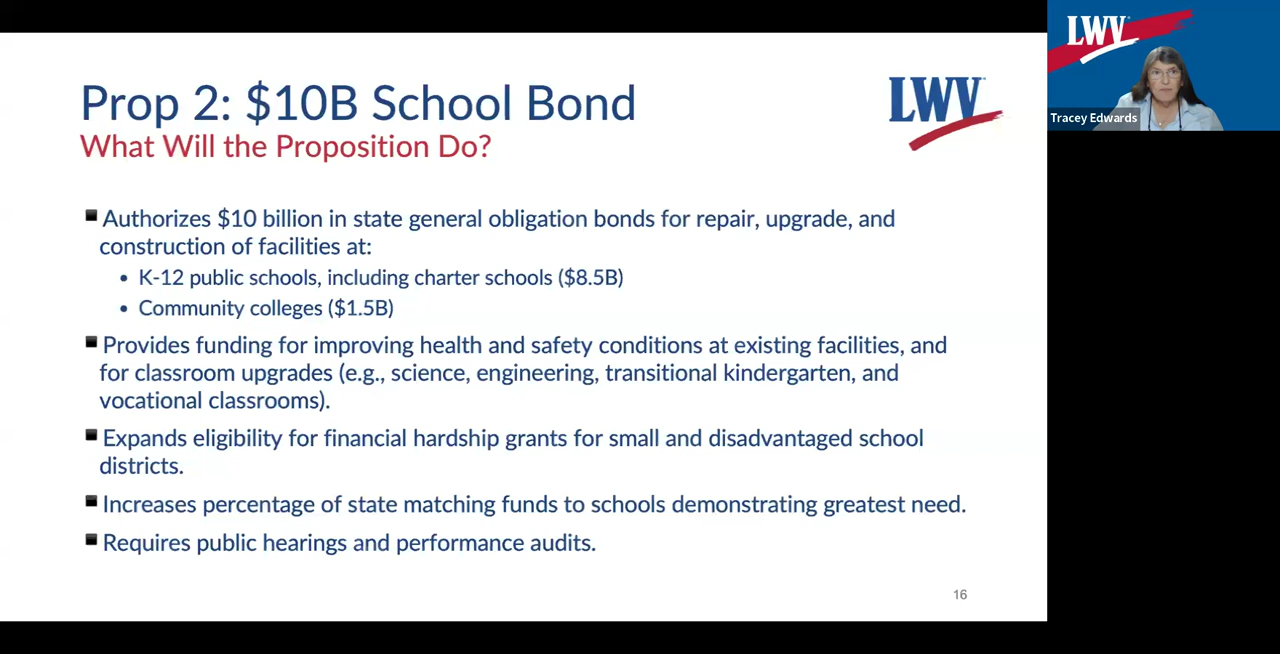 Prop 2: $10B School Bond
What Will the Proposition Do?
LWV
Authorizes $10 billion in state general obligation bonds for repair, upgrade, and
construction of facilities at:
K-12 public schools, including charter schools ($8.5B)
Community colleges ($1.5B)
Provides funding for improving health and safety conditions at existing facilities, and
for classroom upgrades (e.g., science, engineering, transitional kindergarten, and
vocational classrooms).
Expands eligibility for financial hardship grants for small and disadvantaged school
districts.
Increases percentage of state matching funds to schools demonstrating greatest need.
Requires public hearings and performance audits.
16
LWV
Tracey Edwards